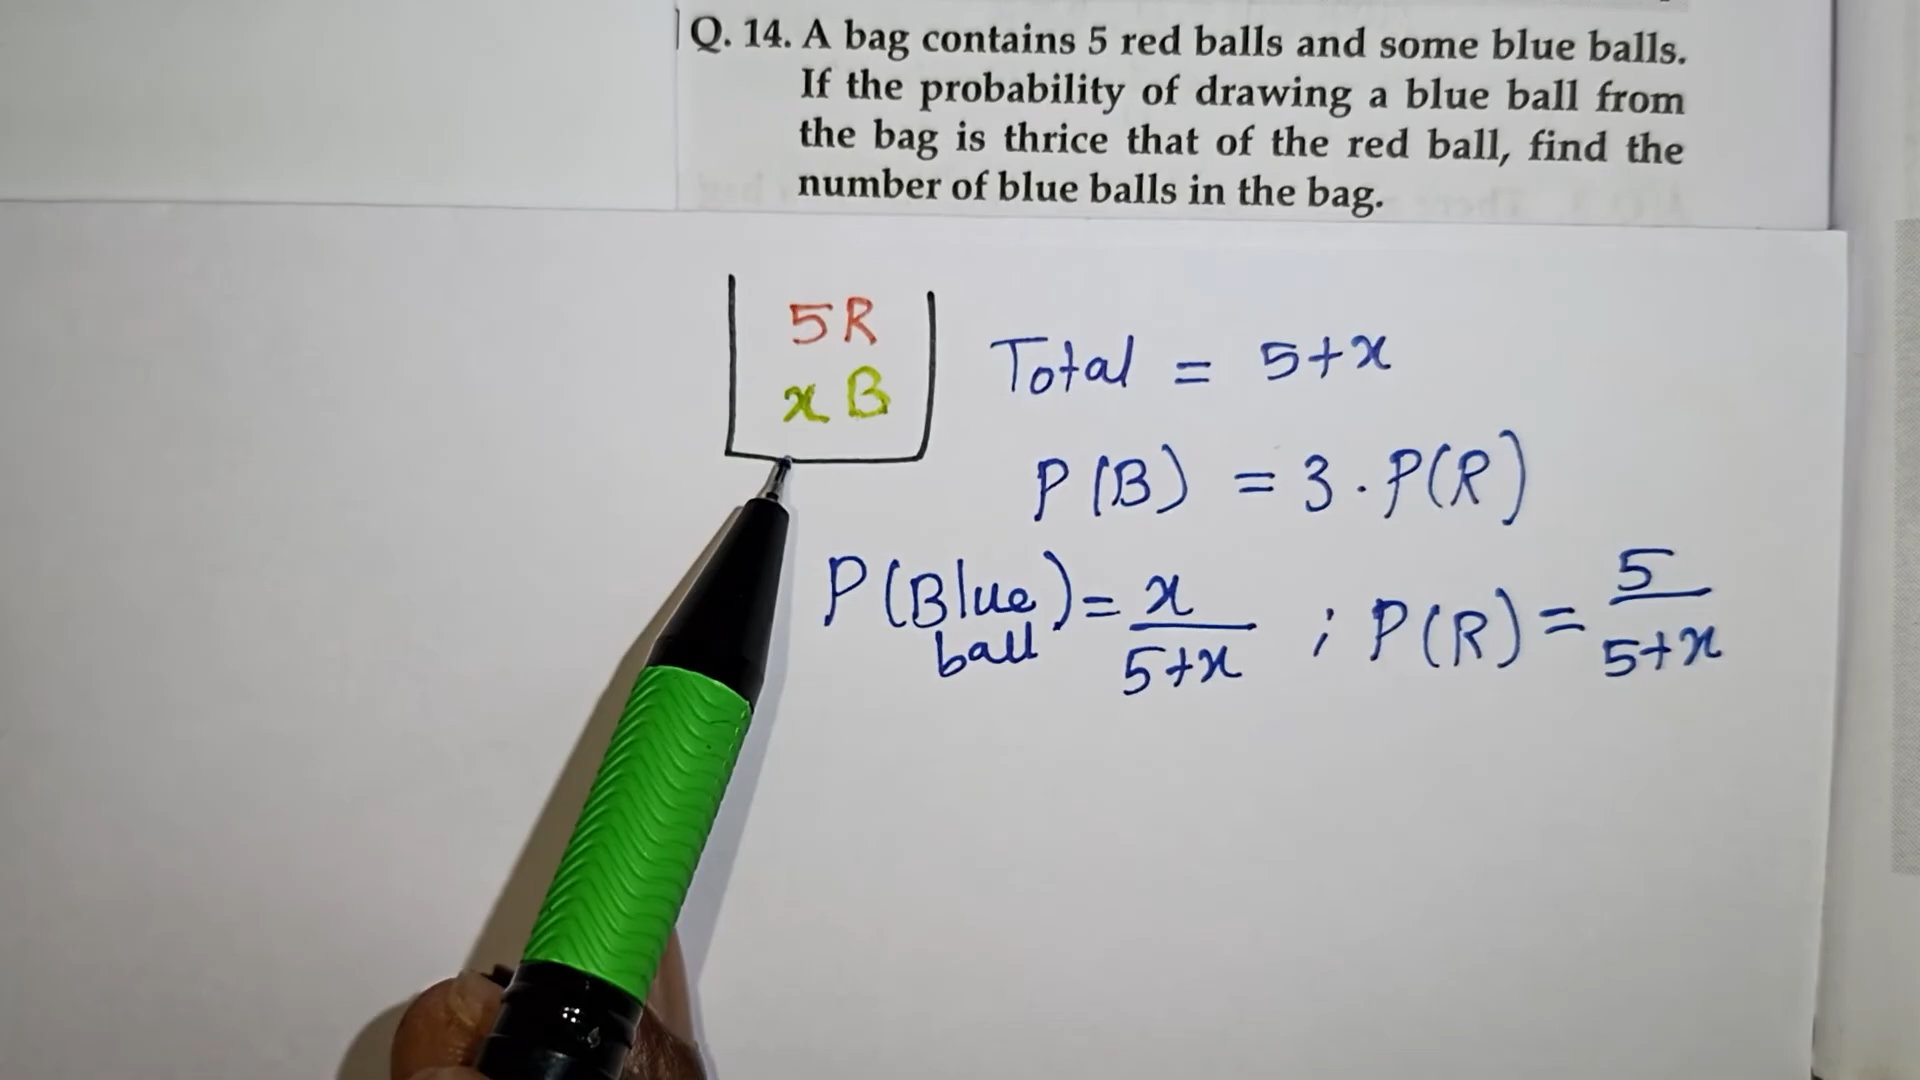 Q. 14. A bag contains 5 red balls and some blue balls.
If the probability of drawing a blue ball from
the bag is thrice that of the red ball, find the
number of blue balls in the bag.
5R
x B
Total = 5+x
P(B) = 3 . P(R)
P(Blue ball) = x/5+x ; P(R) = 5/5+x